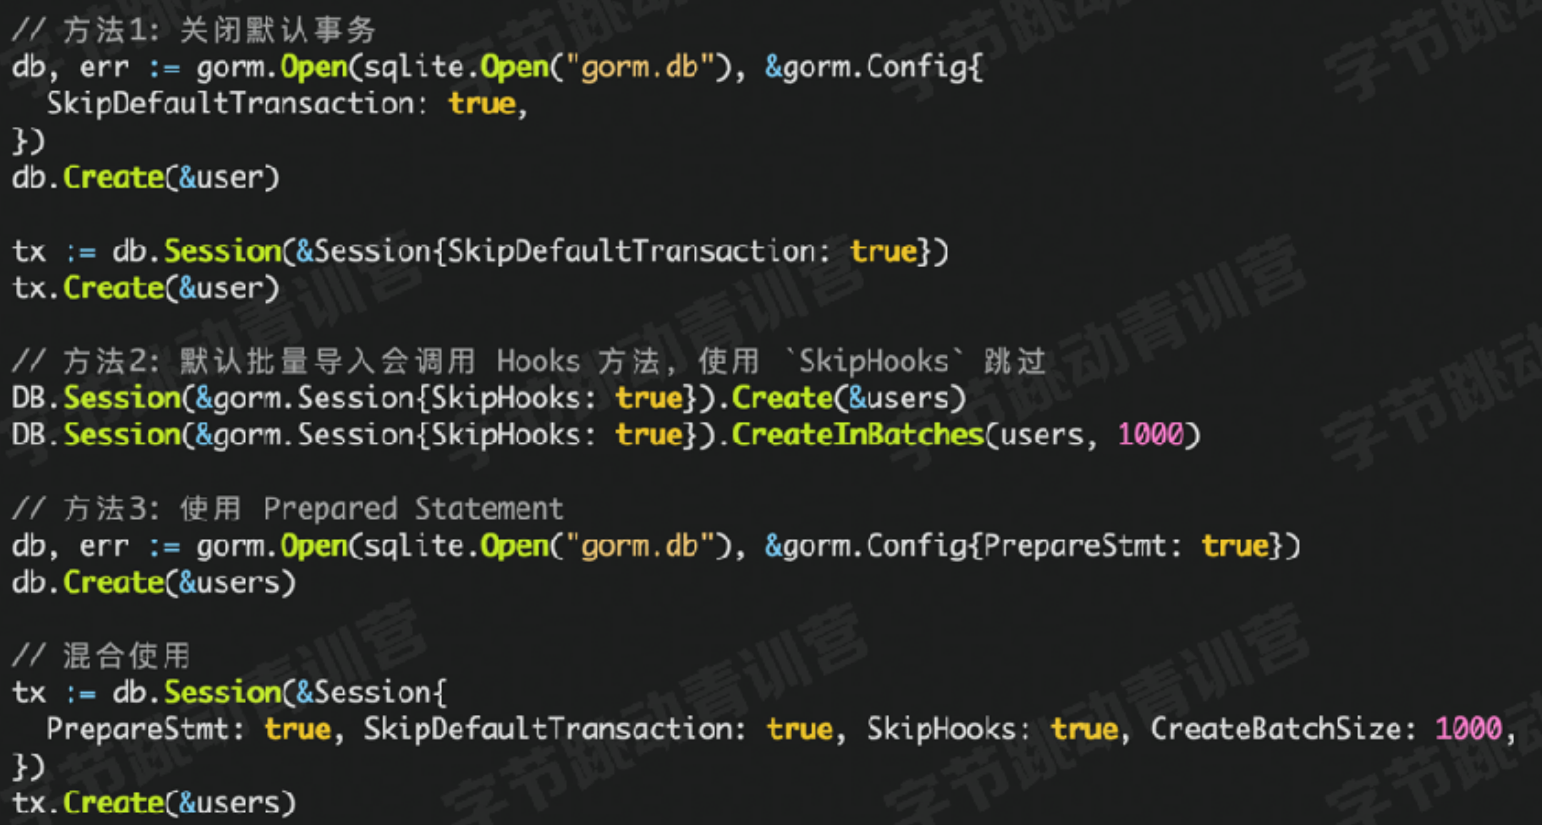 // 方法1: 关闭默认事务
db, err := gorm.Open(sqlite.Open("gorm.db"), &gorm.Config{
  SkipDefaultTransaction: true,
})
db.Create(&user)

tx := db.Session(&Session{SkipDefaultTransaction: true})
tx.Create(&user)

// 方法2: 默认批量导入会调用 Hooks 方法, 使用 `SkipHooks` 跳过
DB.Session(&gorm.Session{SkipHooks: true}).Create(&users)
DB.Session(&gorm.Session{SkipHooks: true}).CreateInBatches(users, 1000)

// 方法3: 使用 Prepared Statement
db, err := gorm.Open(sqlite.Open("gorm.db"), &gorm.Config{PrepareStmt: true})
db.Create(&users)

// 混合使用
tx := db.Session(&Session{
  PrepareStmt: true, SkipDefaultTransaction: true, SkipHooks: true, CreateBatchSize: 1000,
})
tx.Create(&users)
字节跳动青训营